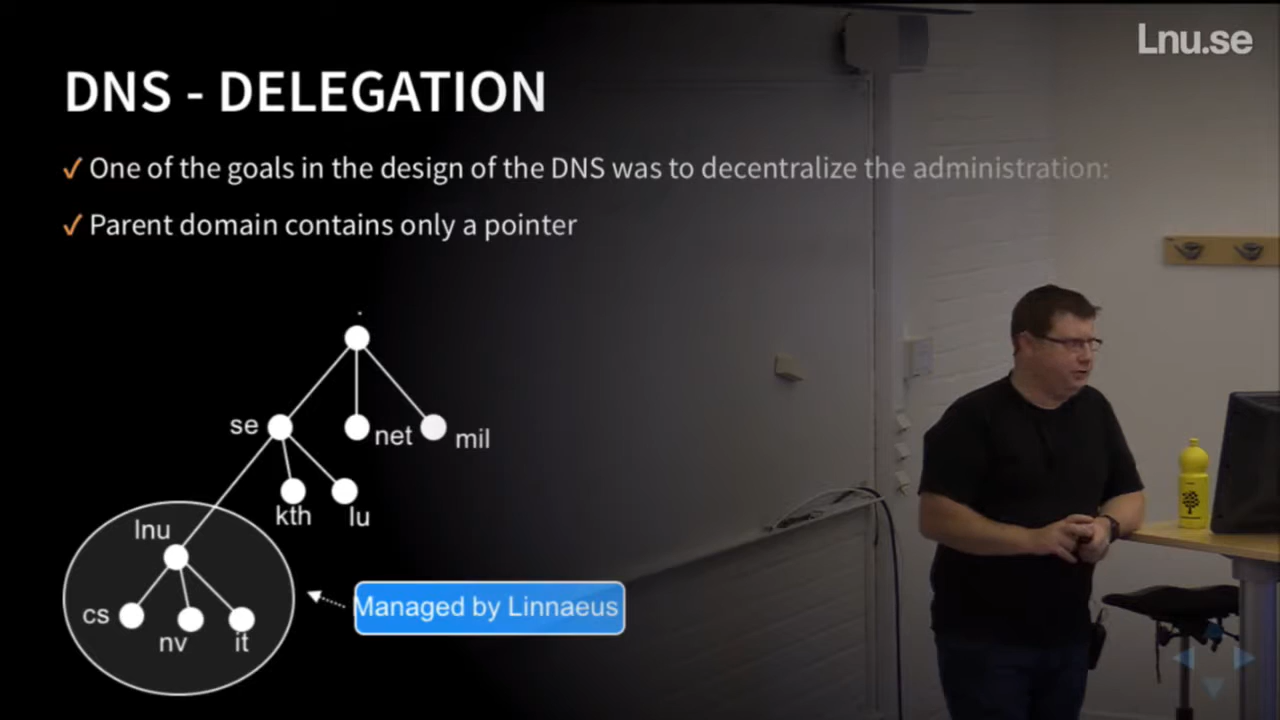 Lnu.se
DNS - DELEGATION
✓ One of the goals in the design of the DNS was to decentralize the administration:
✓ Parent domain contains only a pointer
.
se
net
mil
kth
lu
lnu
cs
nv
it
Managed by Linnaeus